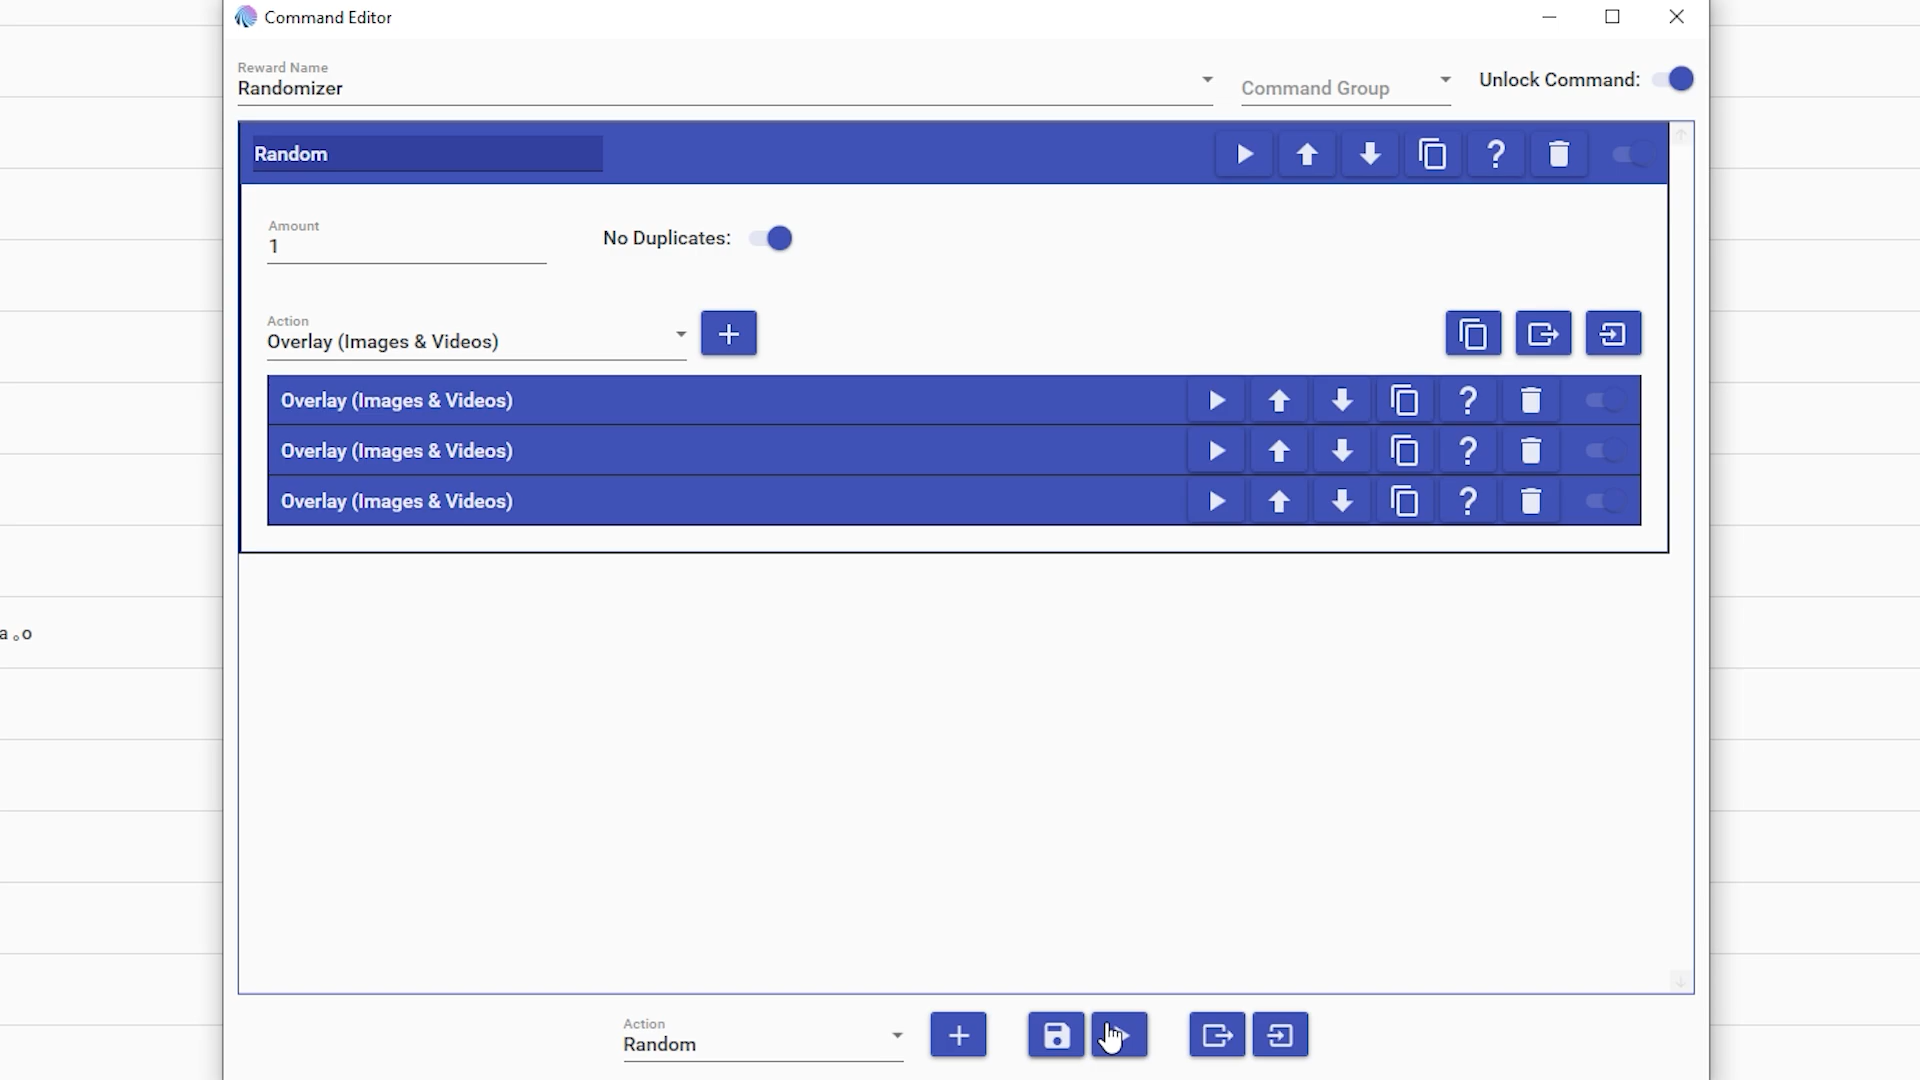 Command Editor
Reward Name
Randomizer
Command Group
Unlock Command:
Random
Amount
1
No Duplicates:
Action
Overlay (Images & Videos)
Overlay (Images & Videos)
Overlay (Images & Videos)
Overlay (Images & Videos)
a。o
Action
Random